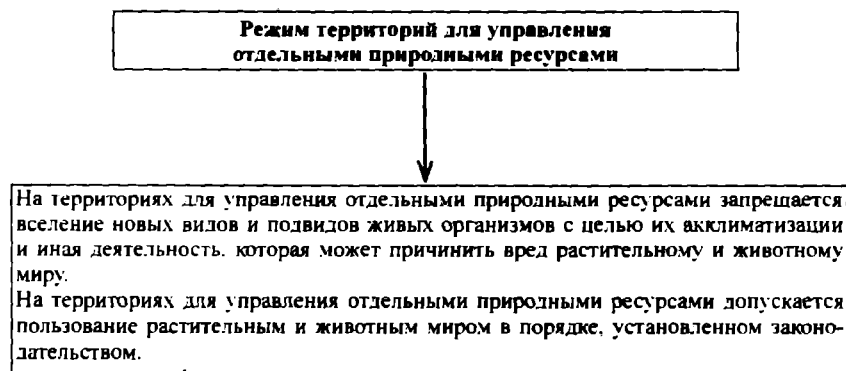 Режим территорий для управления
отдельными природными ресурсами
На территориях для управления отдельными природными ресурсами запрещается
вселение новых видов и подвидов живых организмов с целью их акклиматизации
и иная деятельность. которая может причинить вред растительному и животному
миру.
На территориях для управления отдельными природными ресурсами допускается
пользование растительным и животным миром в порядке, установленном законо-
дательством.